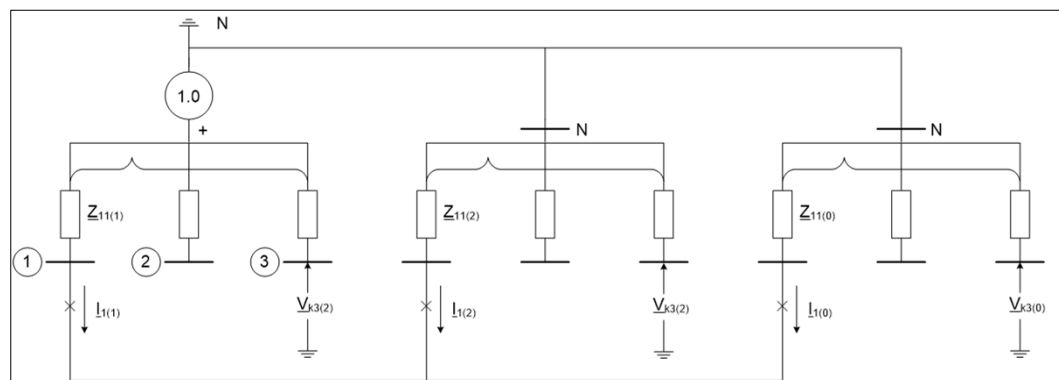 N
1.0
+
N
N
Z11(1)
Z11(2)
Z11(0)
1
2
3
I1(1)
Vk3(2)
I1(2)
Vk3(2)
I1(0)
Vk3(0)